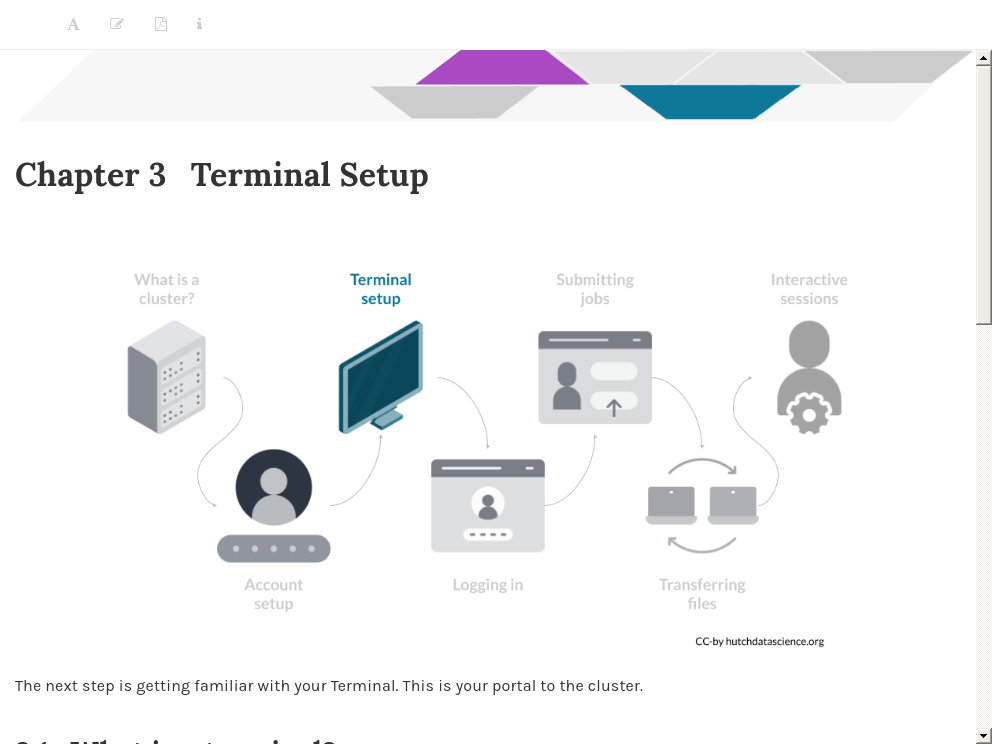 Chapter 3 Terminal Setup
What is a
cluster?
Terminal
setup
Submitting
jobs
Interactive
sessions
Account
setup
Logging in
Transferring
files
CC-by hutchdatascience.org
The next step is getting familiar with your Terminal. This is your portal to the cluster.